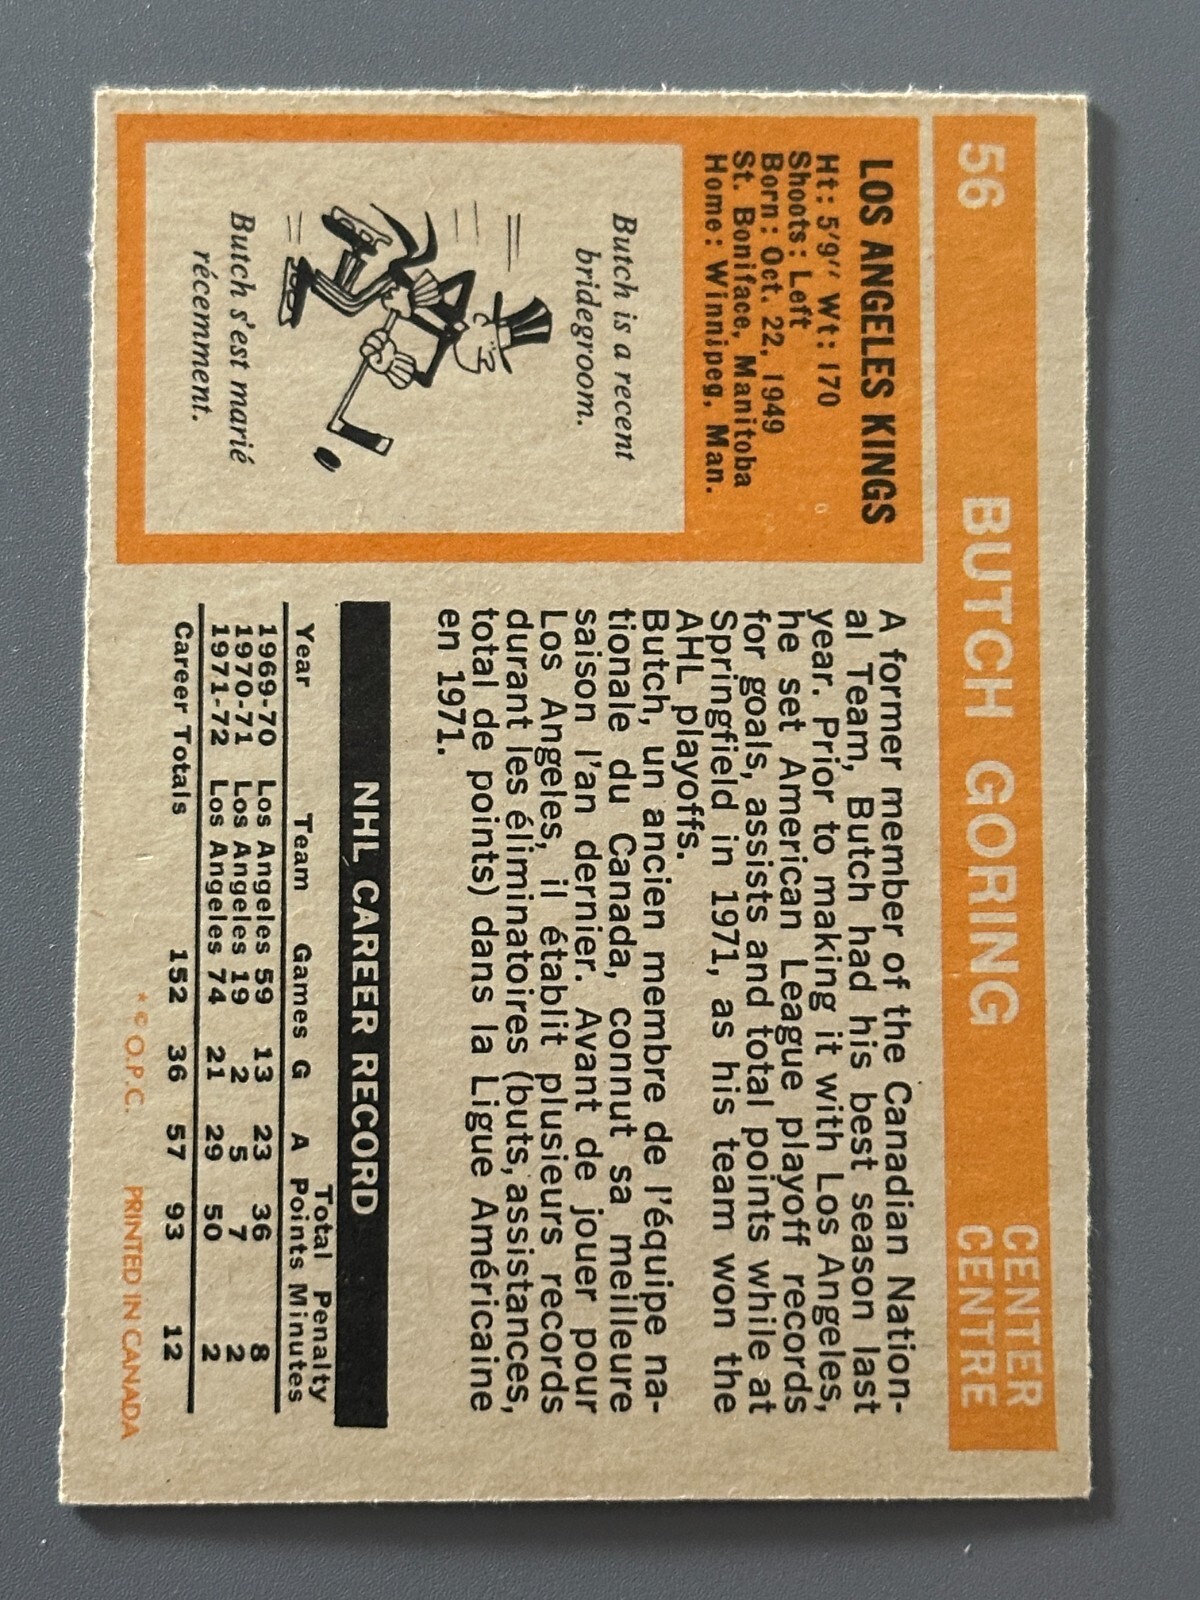 56 BUTCH GORING CENTER
CENTRE
LOS ANGELES KINGS
Ht: 5'9" Wt: 170
Shoots: Left
Born: Oct. 22, 1949
St. Boniface, Manitoba
Home: Winnipeg, Man.
Butch is a recent
bridegroom.
Butch s'est marié
récemment.
A former member of the Canadian Nation-
al Team, Butch had his best season last
year. Prior to making it with Los Angeles,
he set American League playoff records
for goals, assists and total points while at
Springfield in 1971, as his team won the
AHL playoffs.
Butch, un ancien membre de l'équipe na-
tionale du Canada, connut sa meilleure
saison l'an dernier. Avant de jouer pour
Los Angeles, il établit plusieurs records
durant les éliminatoires (buts, assistances,
total de points) dans la Ligue Américaine
en 1971.
NHL CAREER RECORD
Total Penalty
Year Team Games G A Points Minutes
1969-70 Los Angeles 59 13 23 36 8
1970-71 Los Angeles 19 2 5 7 2
1971-72 Los Angeles 74 21 29 50 2
Career Totals 152 36 57 93 12
* © O.P.C. PRINTED IN CANADA